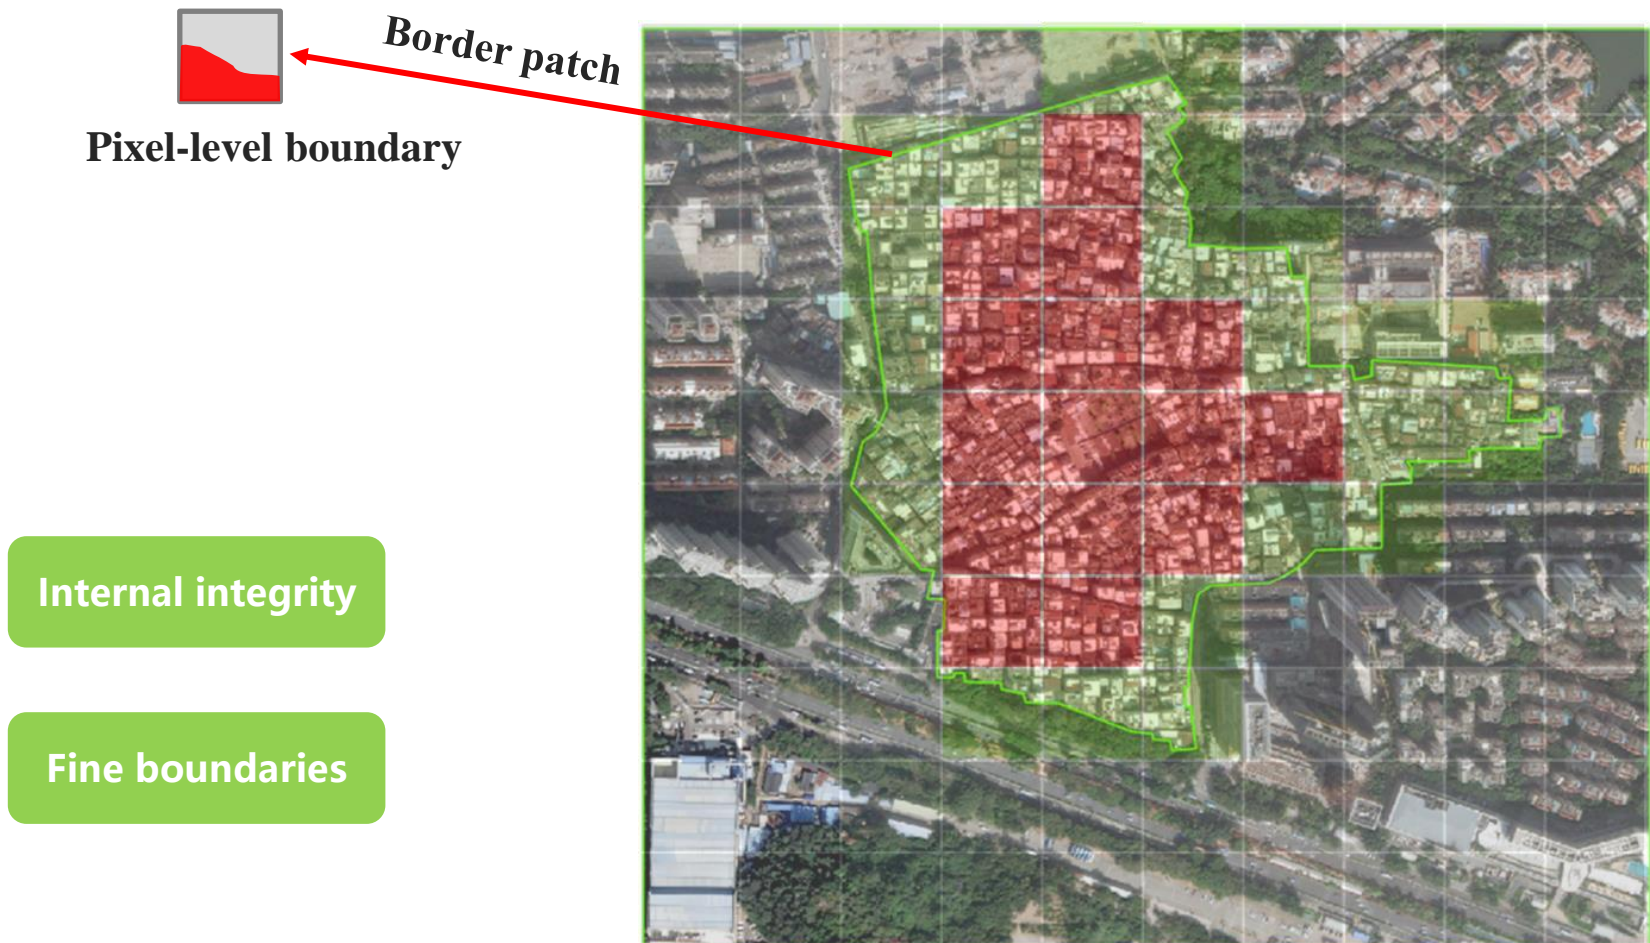 Border patch
Pixel-level boundary
Internal integrity
Fine boundaries